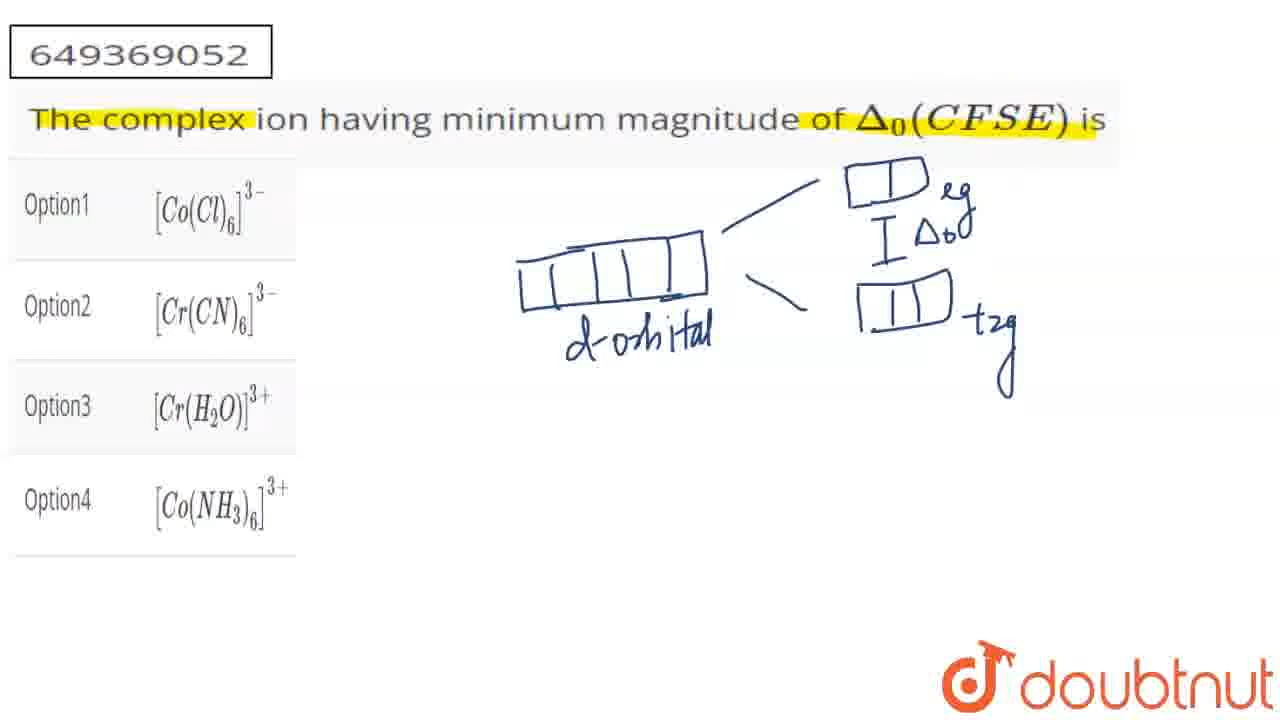 649369052
The complex ion having minimum magnitude of Δ₀(CFSE) is
Option1 [Co(Cl)₆]³⁻
Option2 [Cr(CN)₆]³⁻
Option3 [Cr(H₂O)]³⁺
Option4 [Co(NH₃)₆]³⁺
d-orbital
eg
Δ₀
t₂g
doubtnut